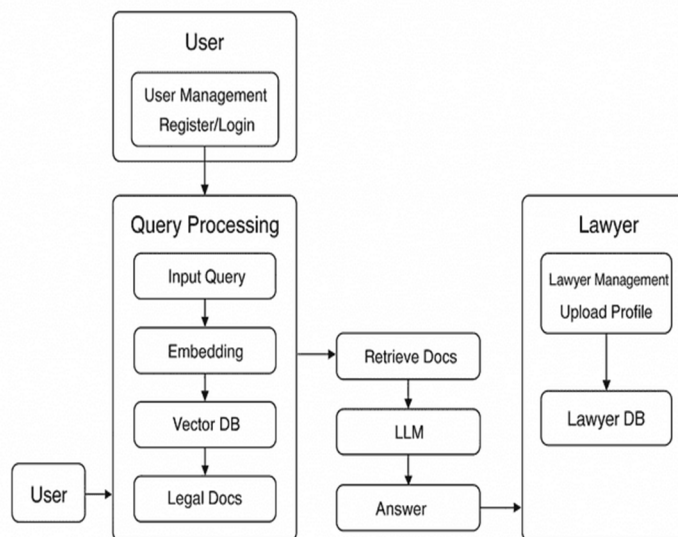 User
User Management
Register/Login
Query Processing
Input Query
Embedding
Vector DB
Legal Docs
User
Retrieve Docs
LLM
Answer
Lawyer
Lawyer Management
Upload Profile
Lawyer DB